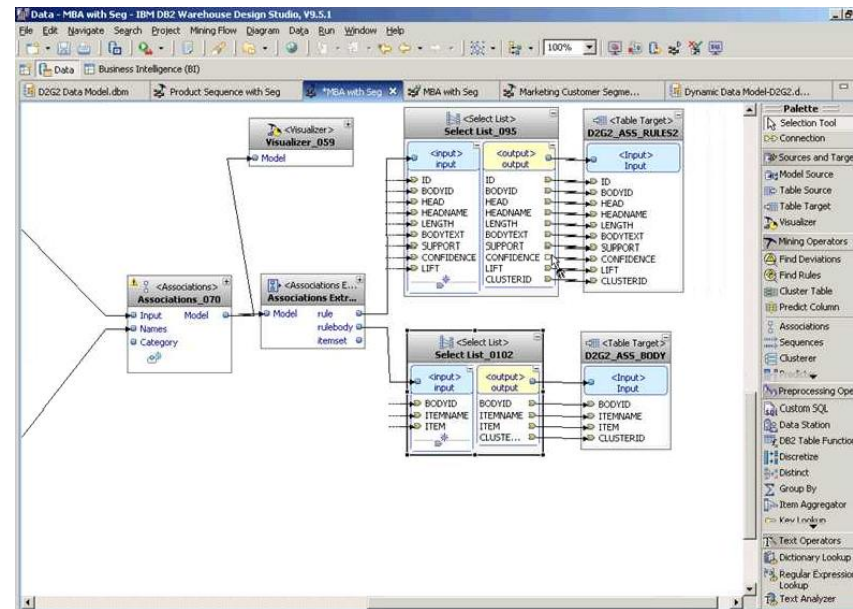 Data - MBA with Seg - IBM DB2 Warehouse Design Studio, V9.5.1
File Edit Navigate Search Project Mining Flow Diagram Data Run Window Help
100%
Data Business Intelligence (BI)
D2G2 Data Model.dbm Product Sequence with Seg *MBA with Seg MBA with Seg Marketing Customer Segme... Dynamic Data Model-D2G2.d...
<Visualizer>
Visualizer_059
Model
<Select List>
Select List_095
<input>
input
<output>
output
ID ID
BODYID BODYID
HEAD HEAD
HEADNAME HEADNAME
LENGTH LENGTH
BODYTEXT BODYTEXT
SUPPORT SUPPORT
CONFIDENCE CONFIDENCE
LIFT LIFT
CLUSTERID
<Table Target>
D2G2_ASS_RULES2
<Input>
Input
ID
BODYID
HEAD
HEADNAME
LENGTH
BODYTEXT
SUPPORT
CONFIDENCE
LIFT
CLUSTERID
<Associations>
Associations_070
Input Model
Names
Category
<Associations E...
Associations Extr...
Model rule
rulebody
itemset
<Select List>
Select List_0102
<input>
input
<output>
output
BODYID BODYID
ITEMNAME ITEMNAME
ITEM ITEM
CLUSTE...
<Table Target>
D2G2_ASS_BODY
<Input>
Input
BODYID
ITEMNAME
ITEM
CLUSTERID
Palette
Selection Tool
Connection
Sources and Targe
Model Source
Table Source
Table Target
Visualizer
Mining Operators
Find Deviations
Find Rules
Cluster Table
Predict Column
Associations
Sequences
Clusterer
Preprocessing Ope
Custom SQL
Data Station
DB2 Table Function
Discretize
Distinct
Group By
Item Aggregator
Key Lookup
Text Operators
Dictionary Lookup
Regular Expression
Lookup
Text Analyzer